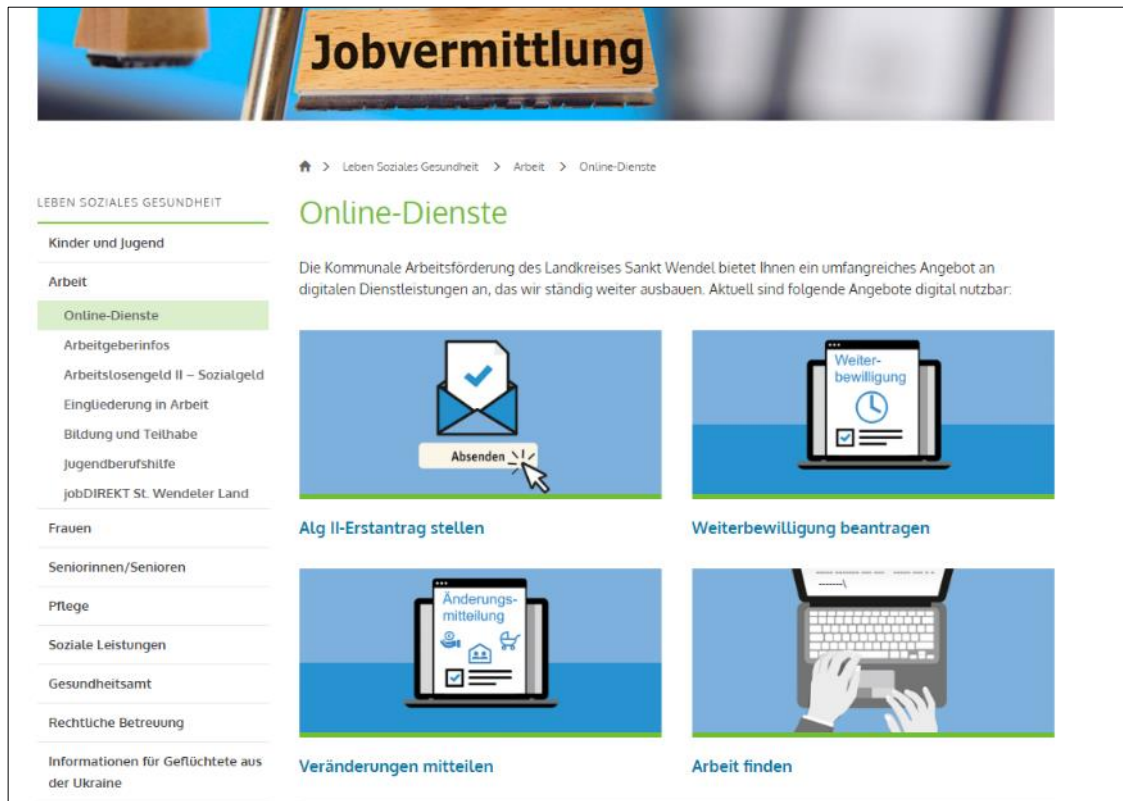 Jobvermittlung
> Leben Soziales Gesundheit > Arbeit > Online-Dienste
LEBEN SOZIALES GESUNDHEIT
Kinder und Jugend
Arbeit
Online-Dienste
Arbeitgeberinfos
Arbeitslosengeld II – Sozialgeld
Eingliederung in Arbeit
Bildung und Teilhabe
Jugendberufshilfe
jobDIREKT St. Wendeler Land
Frauen
Seniorinnen/Senioren
Pflege
Soziale Leistungen
Gesundheitsamt
Rechtliche Betreuung
Informationen für Geflüchtete aus
der Ukraine
Online-Dienste
Die Kommunale Arbeitsförderung des Landkreises Sankt Wendel bietet Ihnen ein umfangreiches Angebot an
digitalen Dienstleistungen an, das wir ständig weiter ausbauen. Aktuell sind folgende Angebote digital nutzbar:
Absenden
Alg II-Erstantrag stellen
Weiter-
bewilligung
Weiterbewilligung beantragen
Änderungs-
mitteilung
Veränderungen mitteilen
Arbeit finden